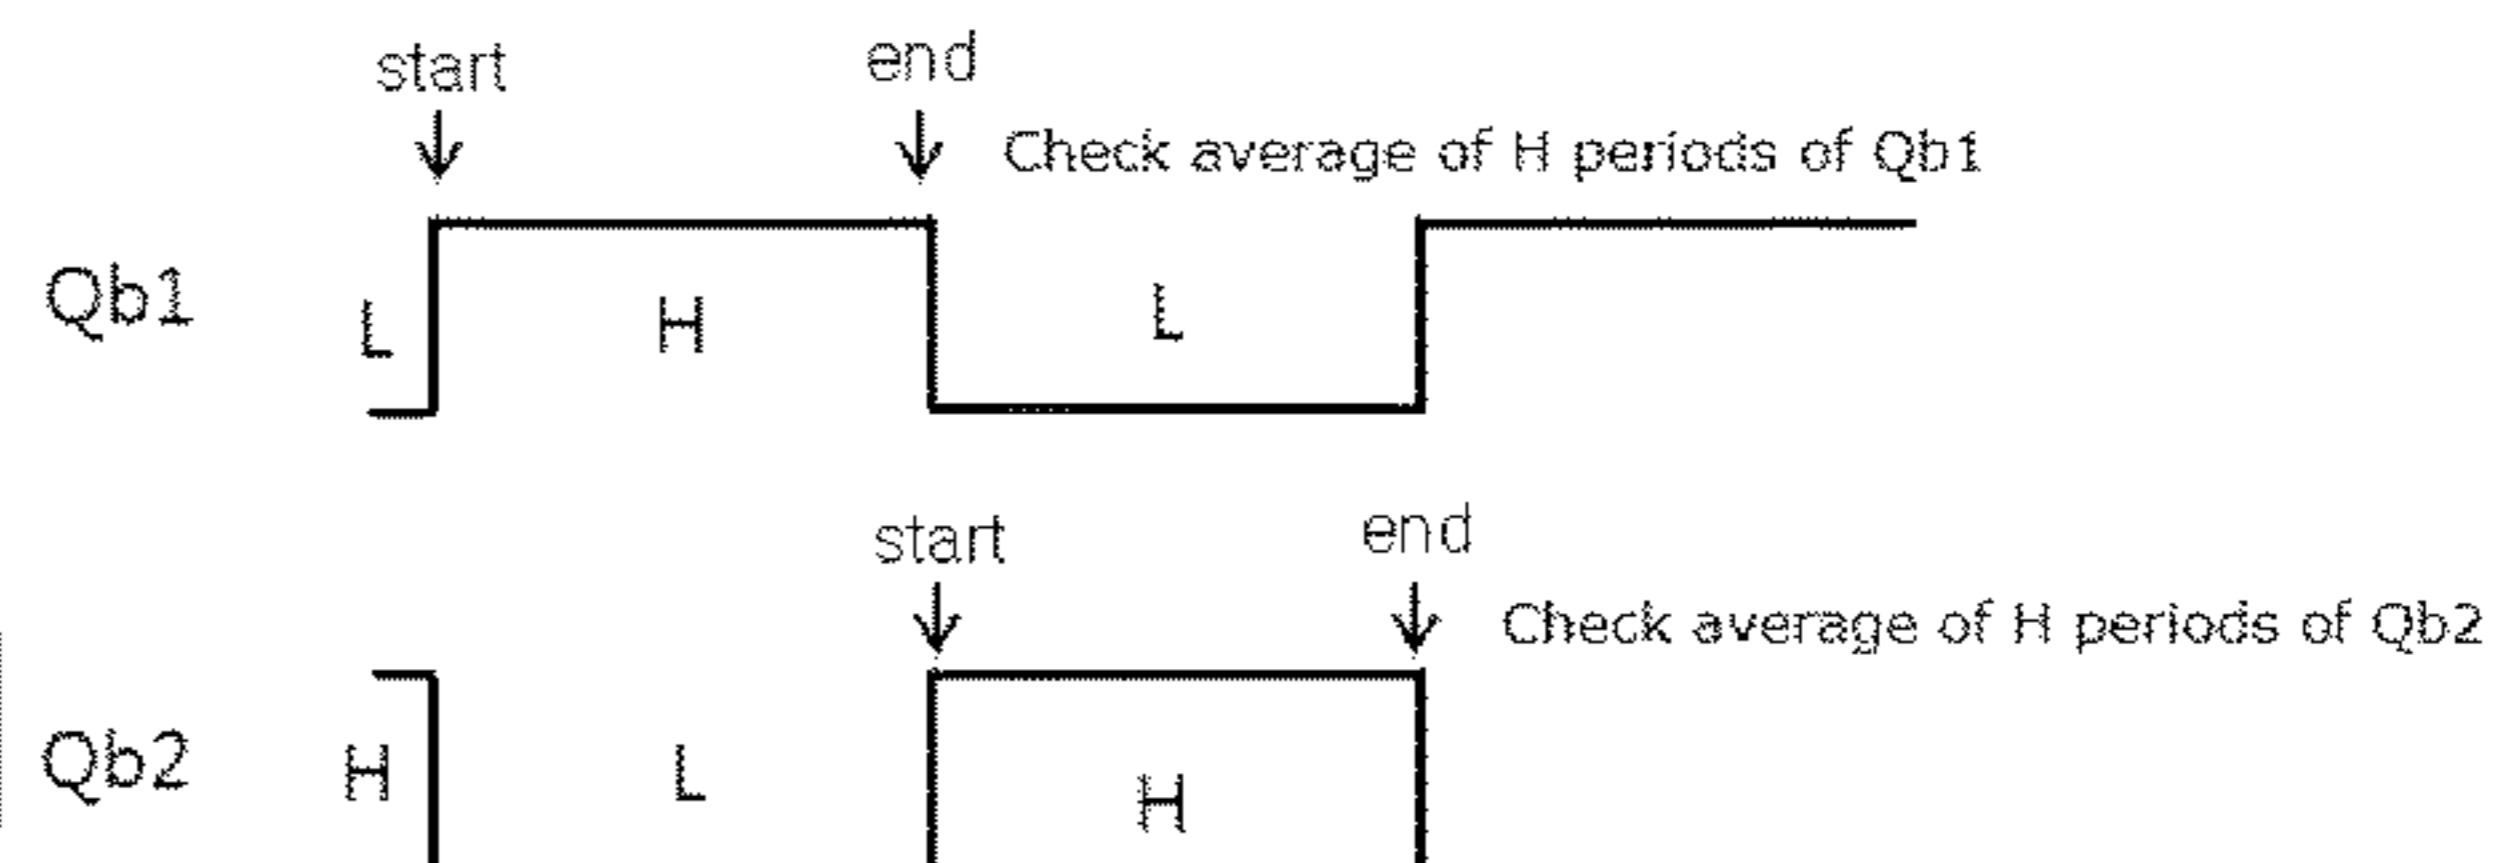 start end
Check average of H periods of Qb1
Qb1 L H L
start end
Check average of H periods of Qb2
Qb2 H L H